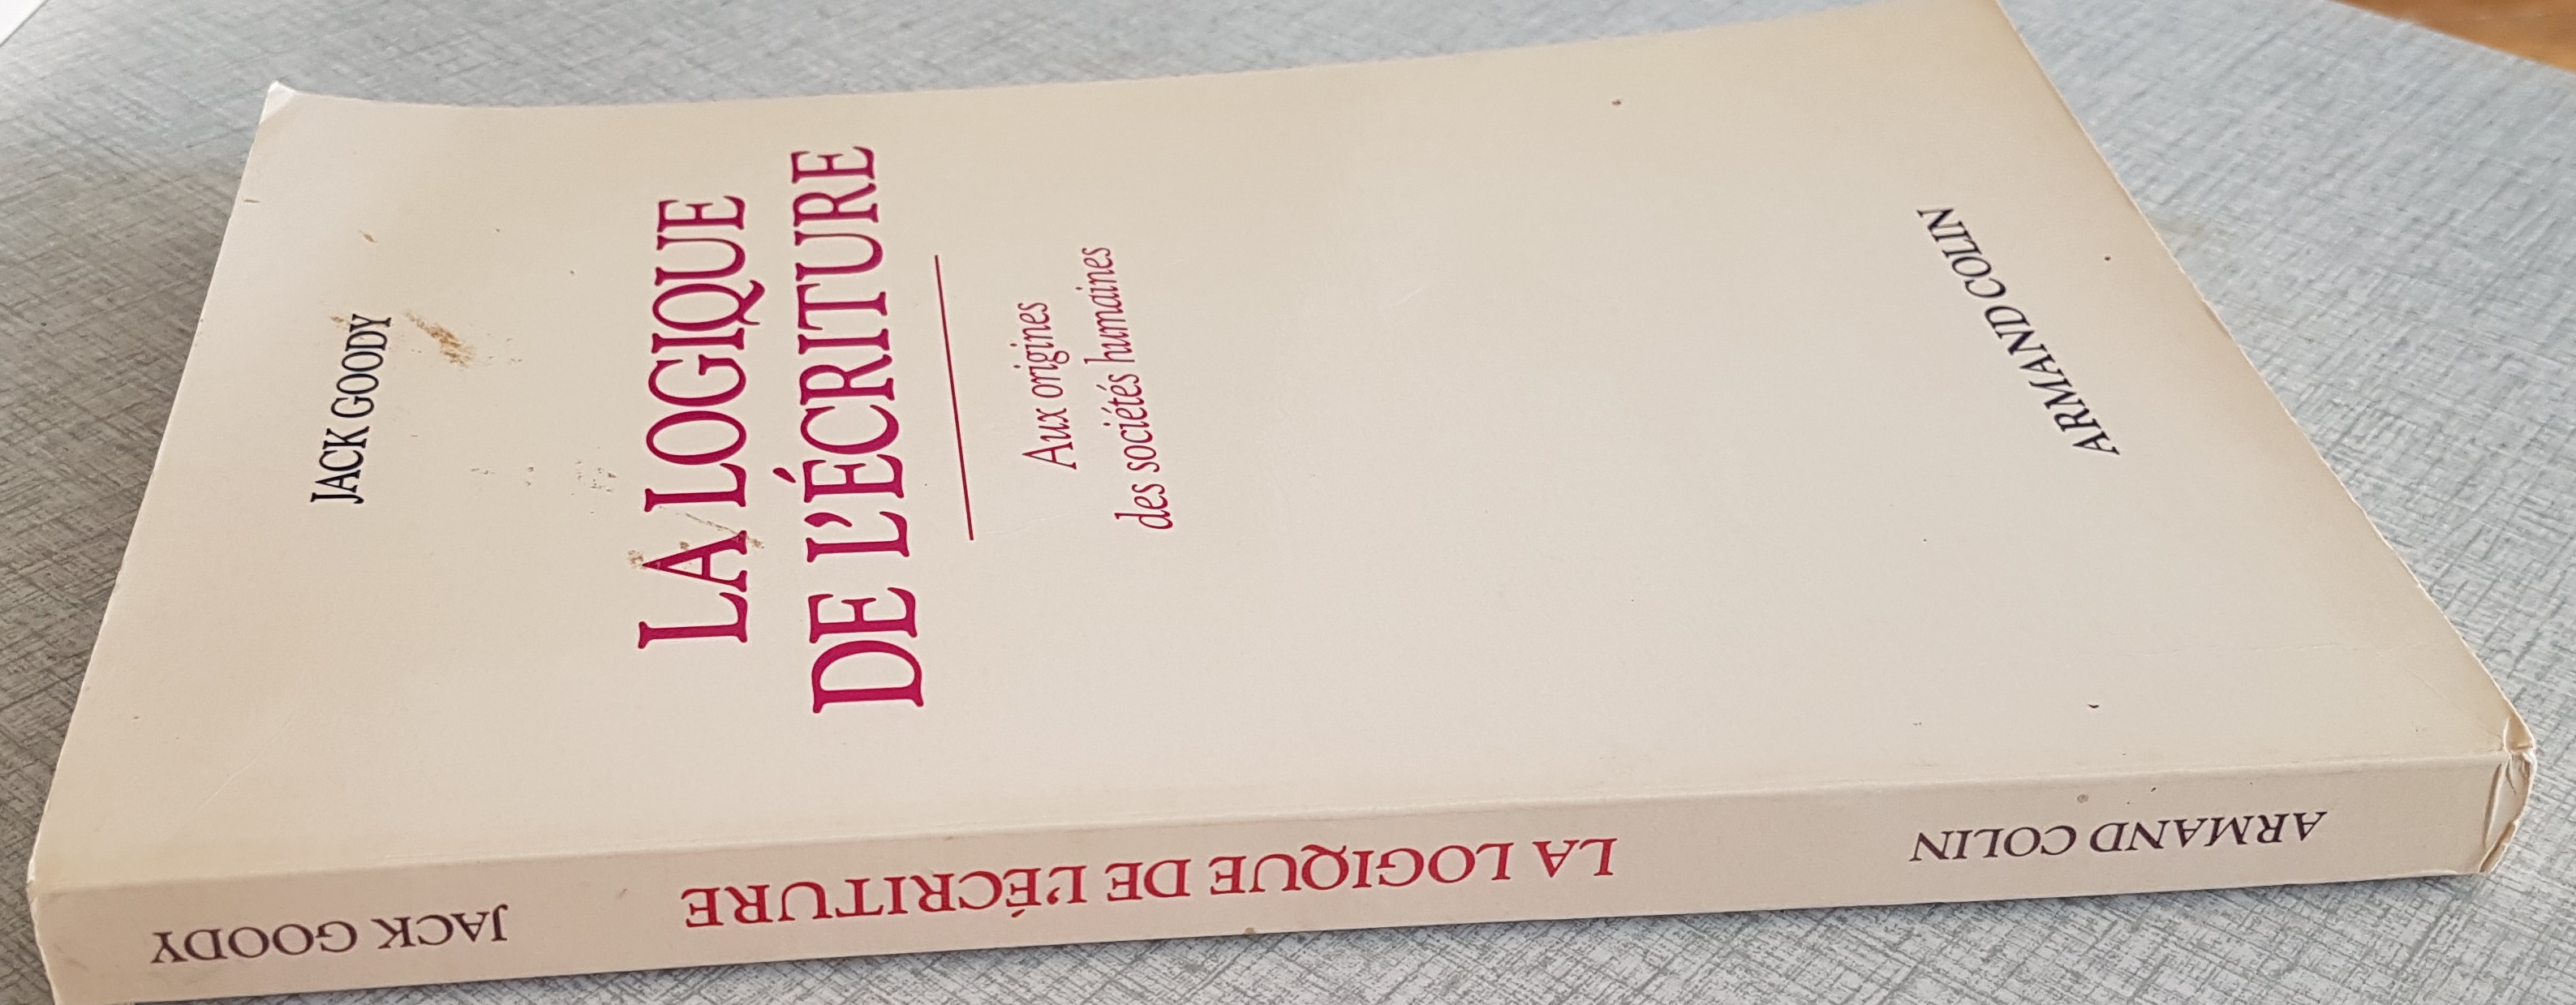 JACK GOODY
LA LOGIQUE
DE L'ÉCRITURE
Aux origines
des sociétés humaines
ARMAND COLIN
ARMAND COLIN
LA LOGIQUE DE L'ÉCRITURE
JACK GOODY